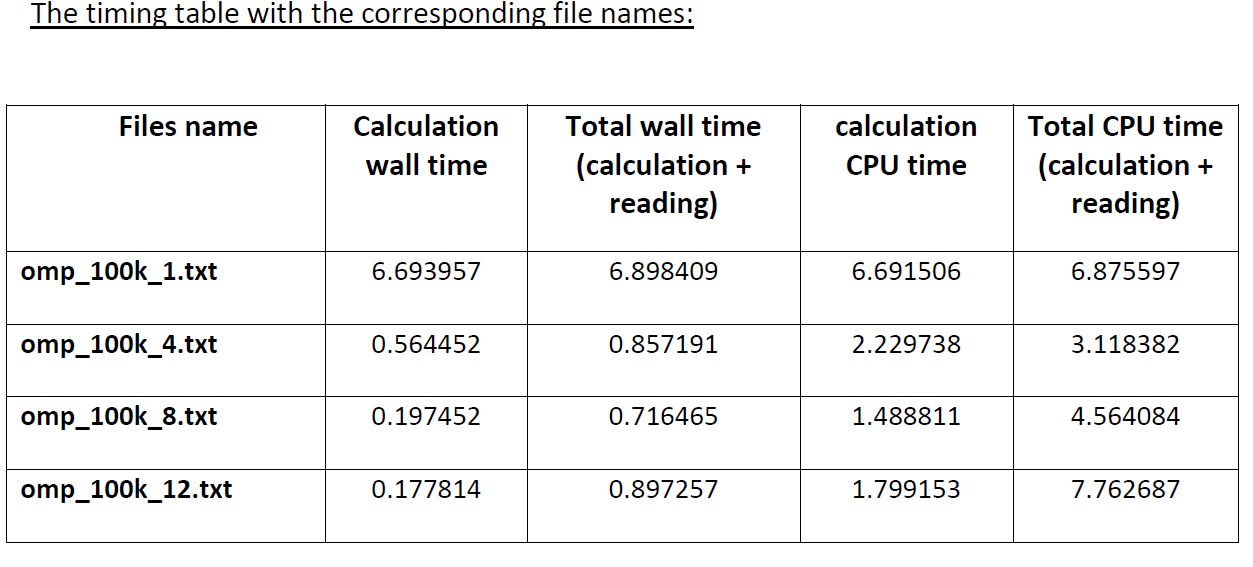 The timing table with the corresponding file names:
Files name
Calculation
wall time
Total wall time
(calculation +
reading)
calculation
CPU time
Total CPU time
(calculation +
reading)
omp_100k_1.txt 6.693957 6.898409 6.691506 6.875597
omp_100k_4.txt 0.564452 0.857191 2.229738 3.118382
omp_100k_8.txt 0.197452 0.716465 1.488811 4.564084
omp_100k_12.txt 0.177814 0.897257 1.799153 7.762687